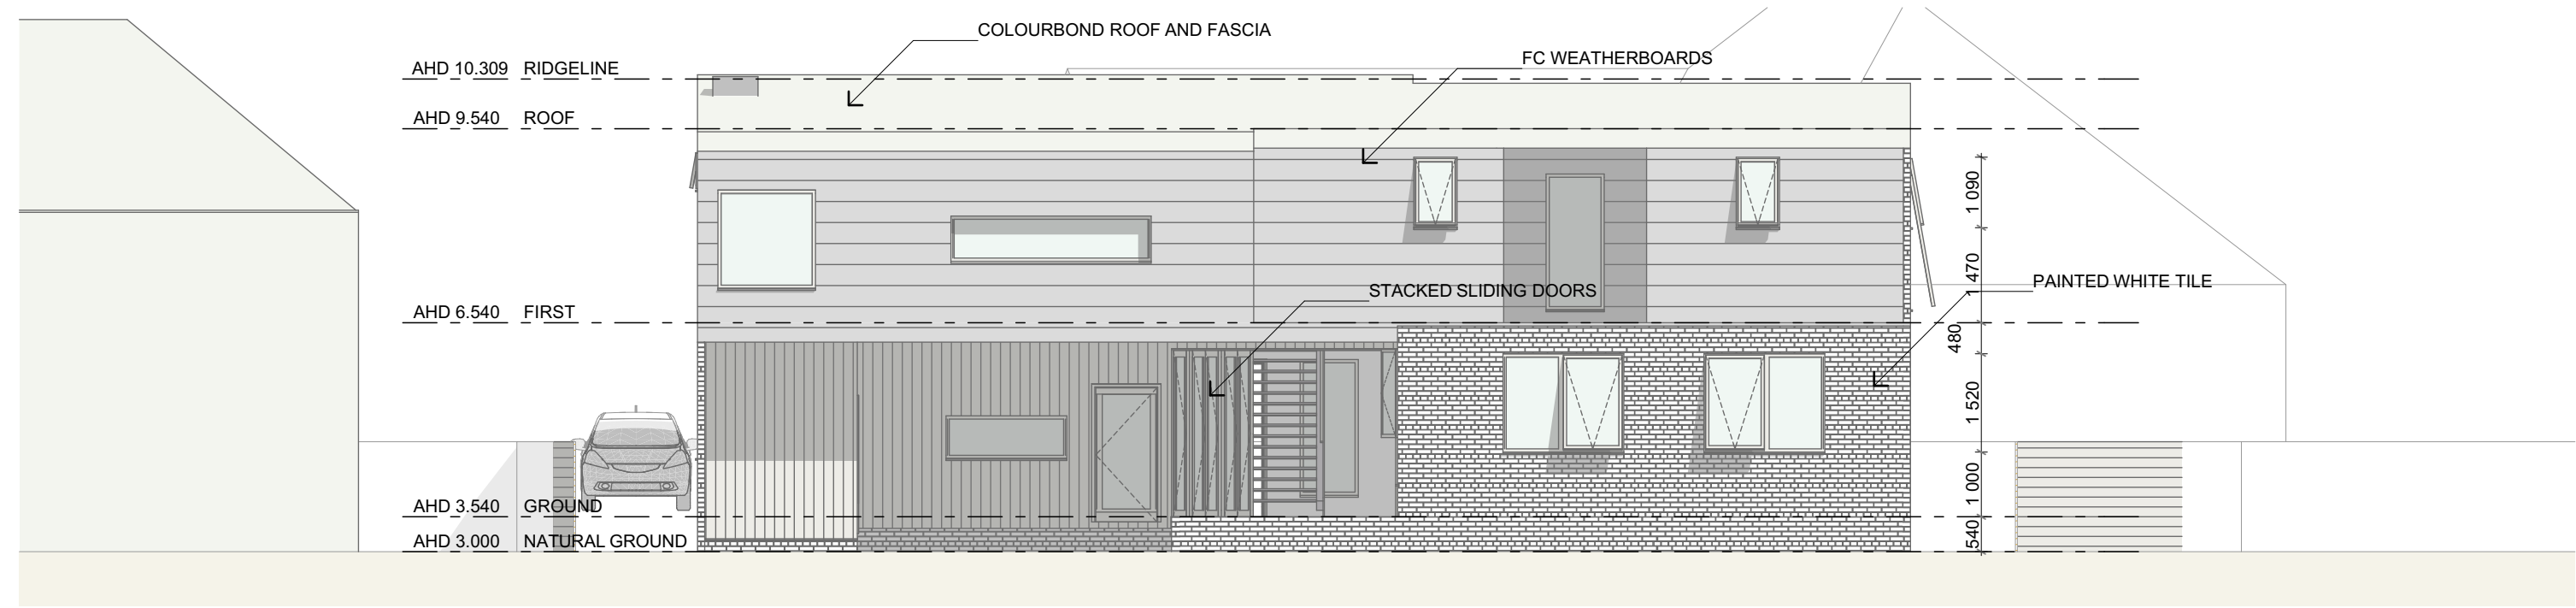 COLOURBOND ROOF AND FASCIA
FC WEATHERBOARDS
AHD 10.309 RIDGELINE
AHD 9.540 ROOF
1 090
470
STACKED SLIDING DOORS
PAINTED WHITE TILE
AHD 6.540 FIRST
480
1 520
1 000
AHD 3.540 GROUND
540
AHD 3.000 NATURAL GROUND